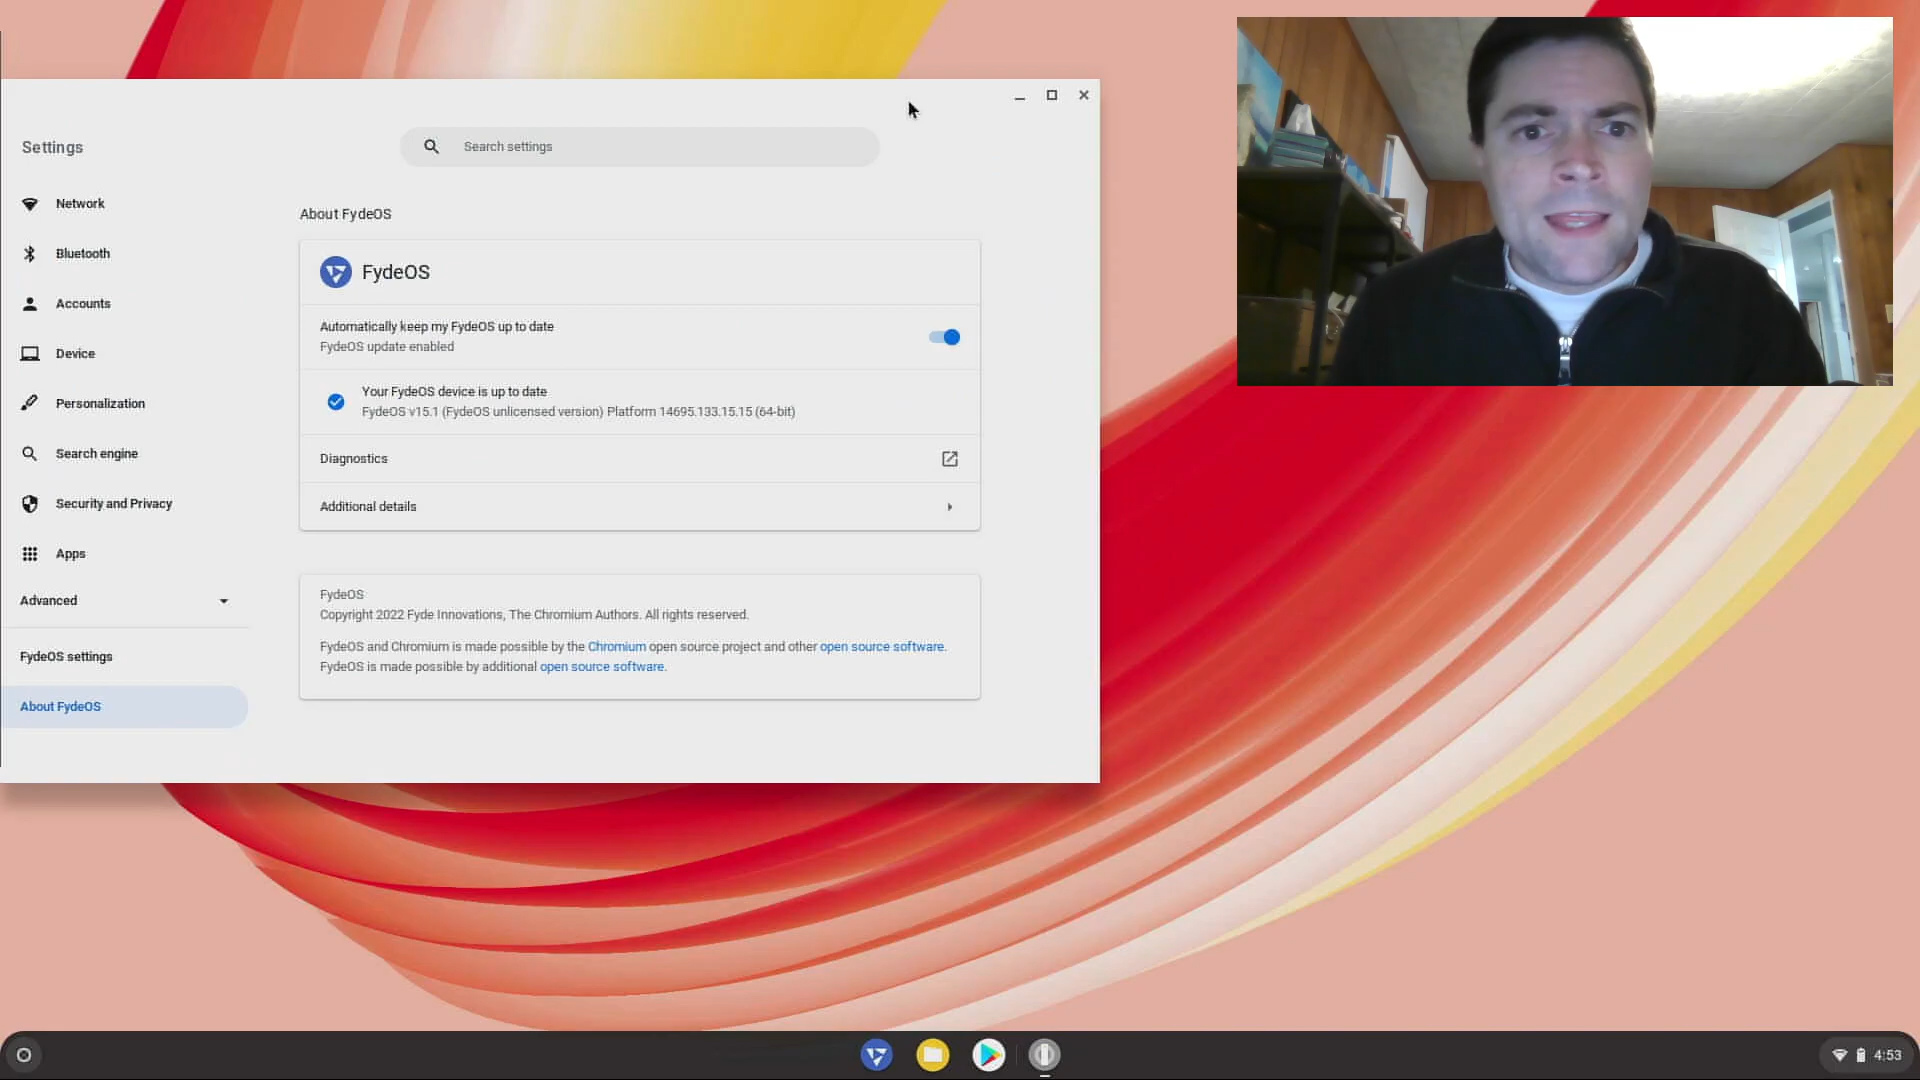 Settings
Search settings
Network
Bluetooth
Accounts
Device
Personalization
Search engine
Security and Privacy
Apps
Advanced
FydeOS settings
About FydeOS
About FydeOS
FydeOS
Automatically keep my FydeOS up to date
FydeOS update enabled
Your FydeOS device is up to date
FydeOS v15.1 (FydeOS unlicensed version) Platform 14695.133.15.15 (64-bit)
Diagnostics
Additional details
FydeOS
Copyright 2022 Fyde Innovations, The Chromium Authors. All rights reserved.
FydeOS and Chromium is made possible by the Chromium open source project and other open source software.
FydeOS is made possible by additional open source software.
4:53